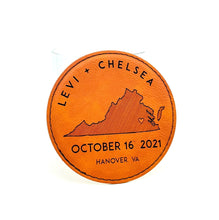 LEVI + CHELSEA
OCTOBER 16 2021
HANOVER VA